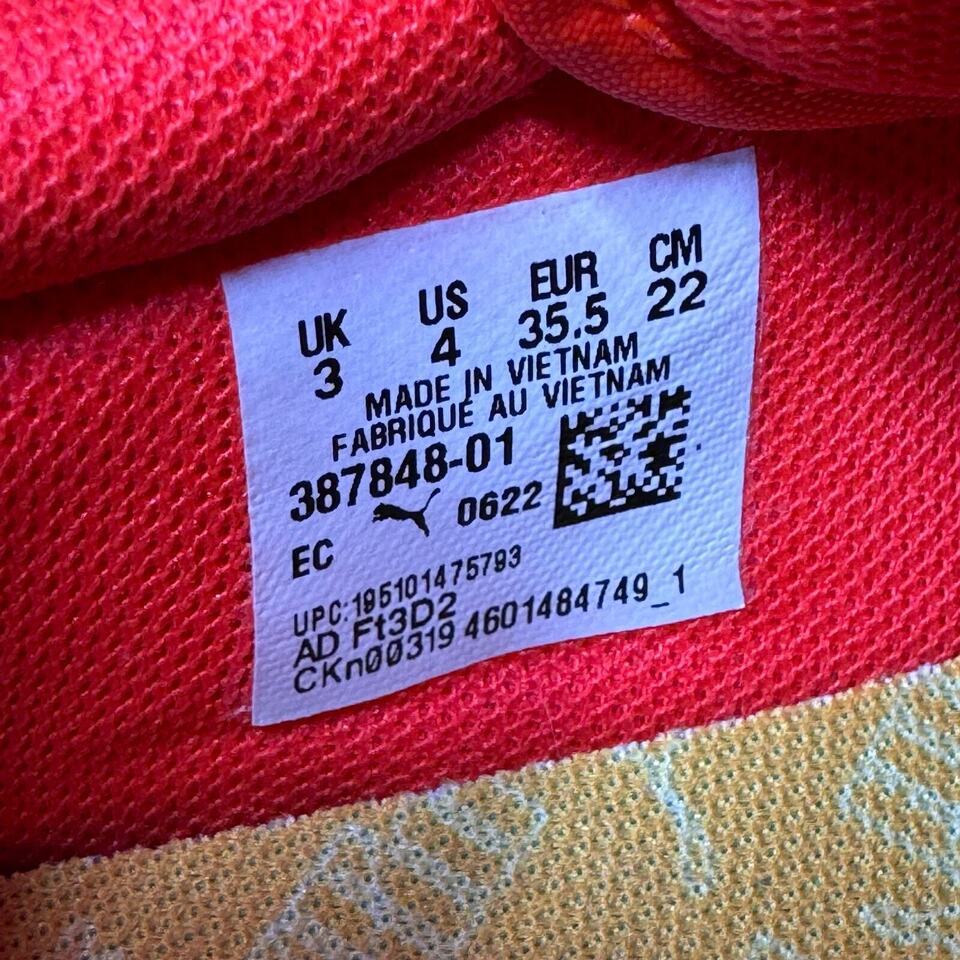 UK US EUR CM
3 4 35.5 22
MADE IN VIETNAM
FABRIQUÉ AU VIETNAM
387848-01
0622
EC
UPC:195101475793
AD Ft3D2
CKn00319 4601484749_1